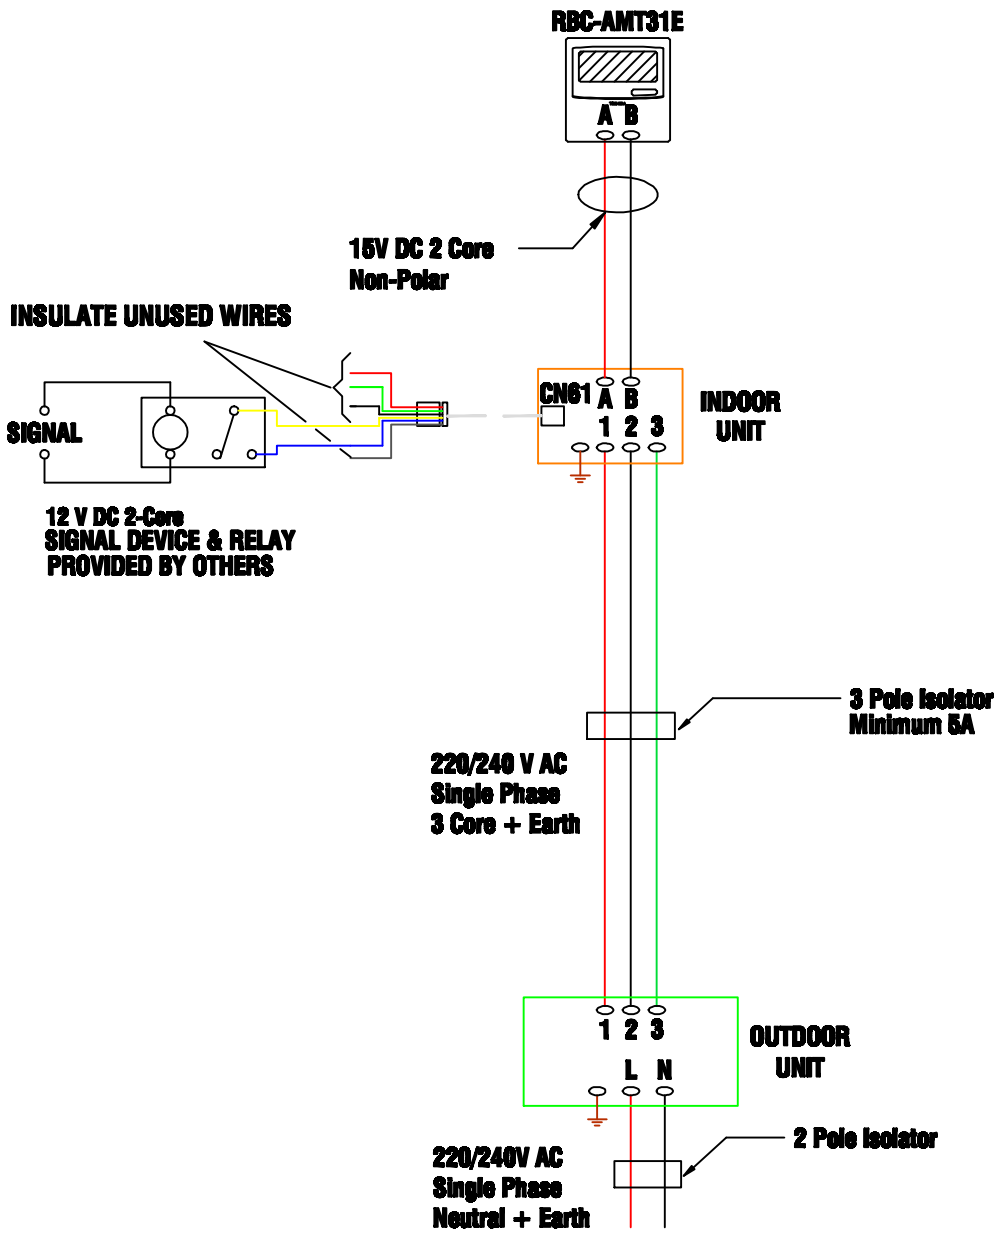 RBC-AMT31E
A B
15V DC 2 Core
Non-Polar
INSULATE UNUSED WIRES
CN61
A B
1 2 3
INDOOR
UNIT
SIGNAL
12 V DC 2-Core
SIGNAL DEVICE & RELAY
PROVIDED BY OTHERS
3 Pole Isolator
Minimum 5A
220/240 V AC
Single Phase
3 Core + Earth
1 2 3
L N
OUTDOOR
UNIT
2 Pole Isolator
220/240V AC
Single Phase
Neutral + Earth